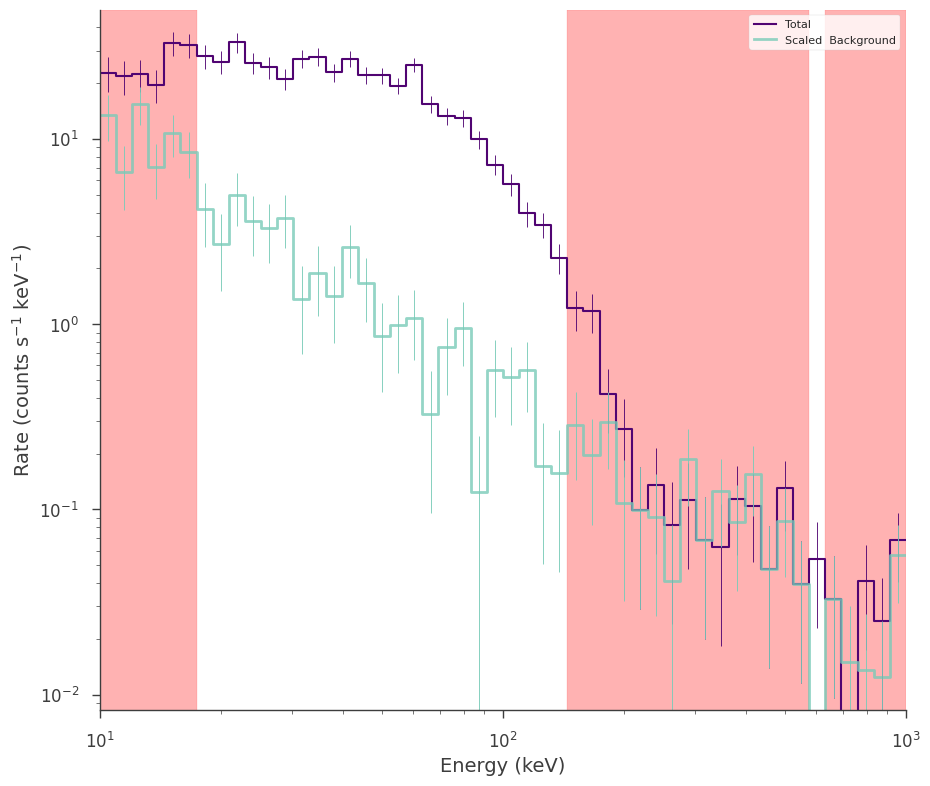 Total
Scaled  Background
Rate (counts s⁻¹ keV⁻¹)
10¹
10⁰
10⁻¹
10⁻²
10¹ 10² 10³
Energy (keV)